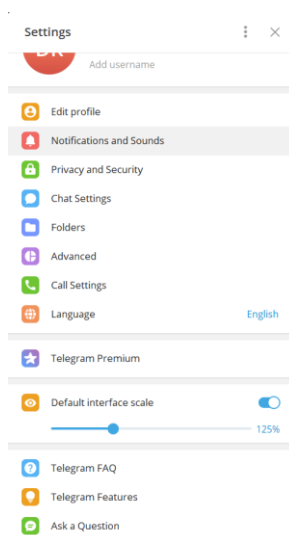 Settings
DR
Add username
Edit profile
Notifications and Sounds
Privacy and Security
Chat Settings
Folders
Advanced
Call Settings
Language English
Telegram Premium
Default interface scale
125%
Telegram FAQ
Telegram Features
Ask a Question